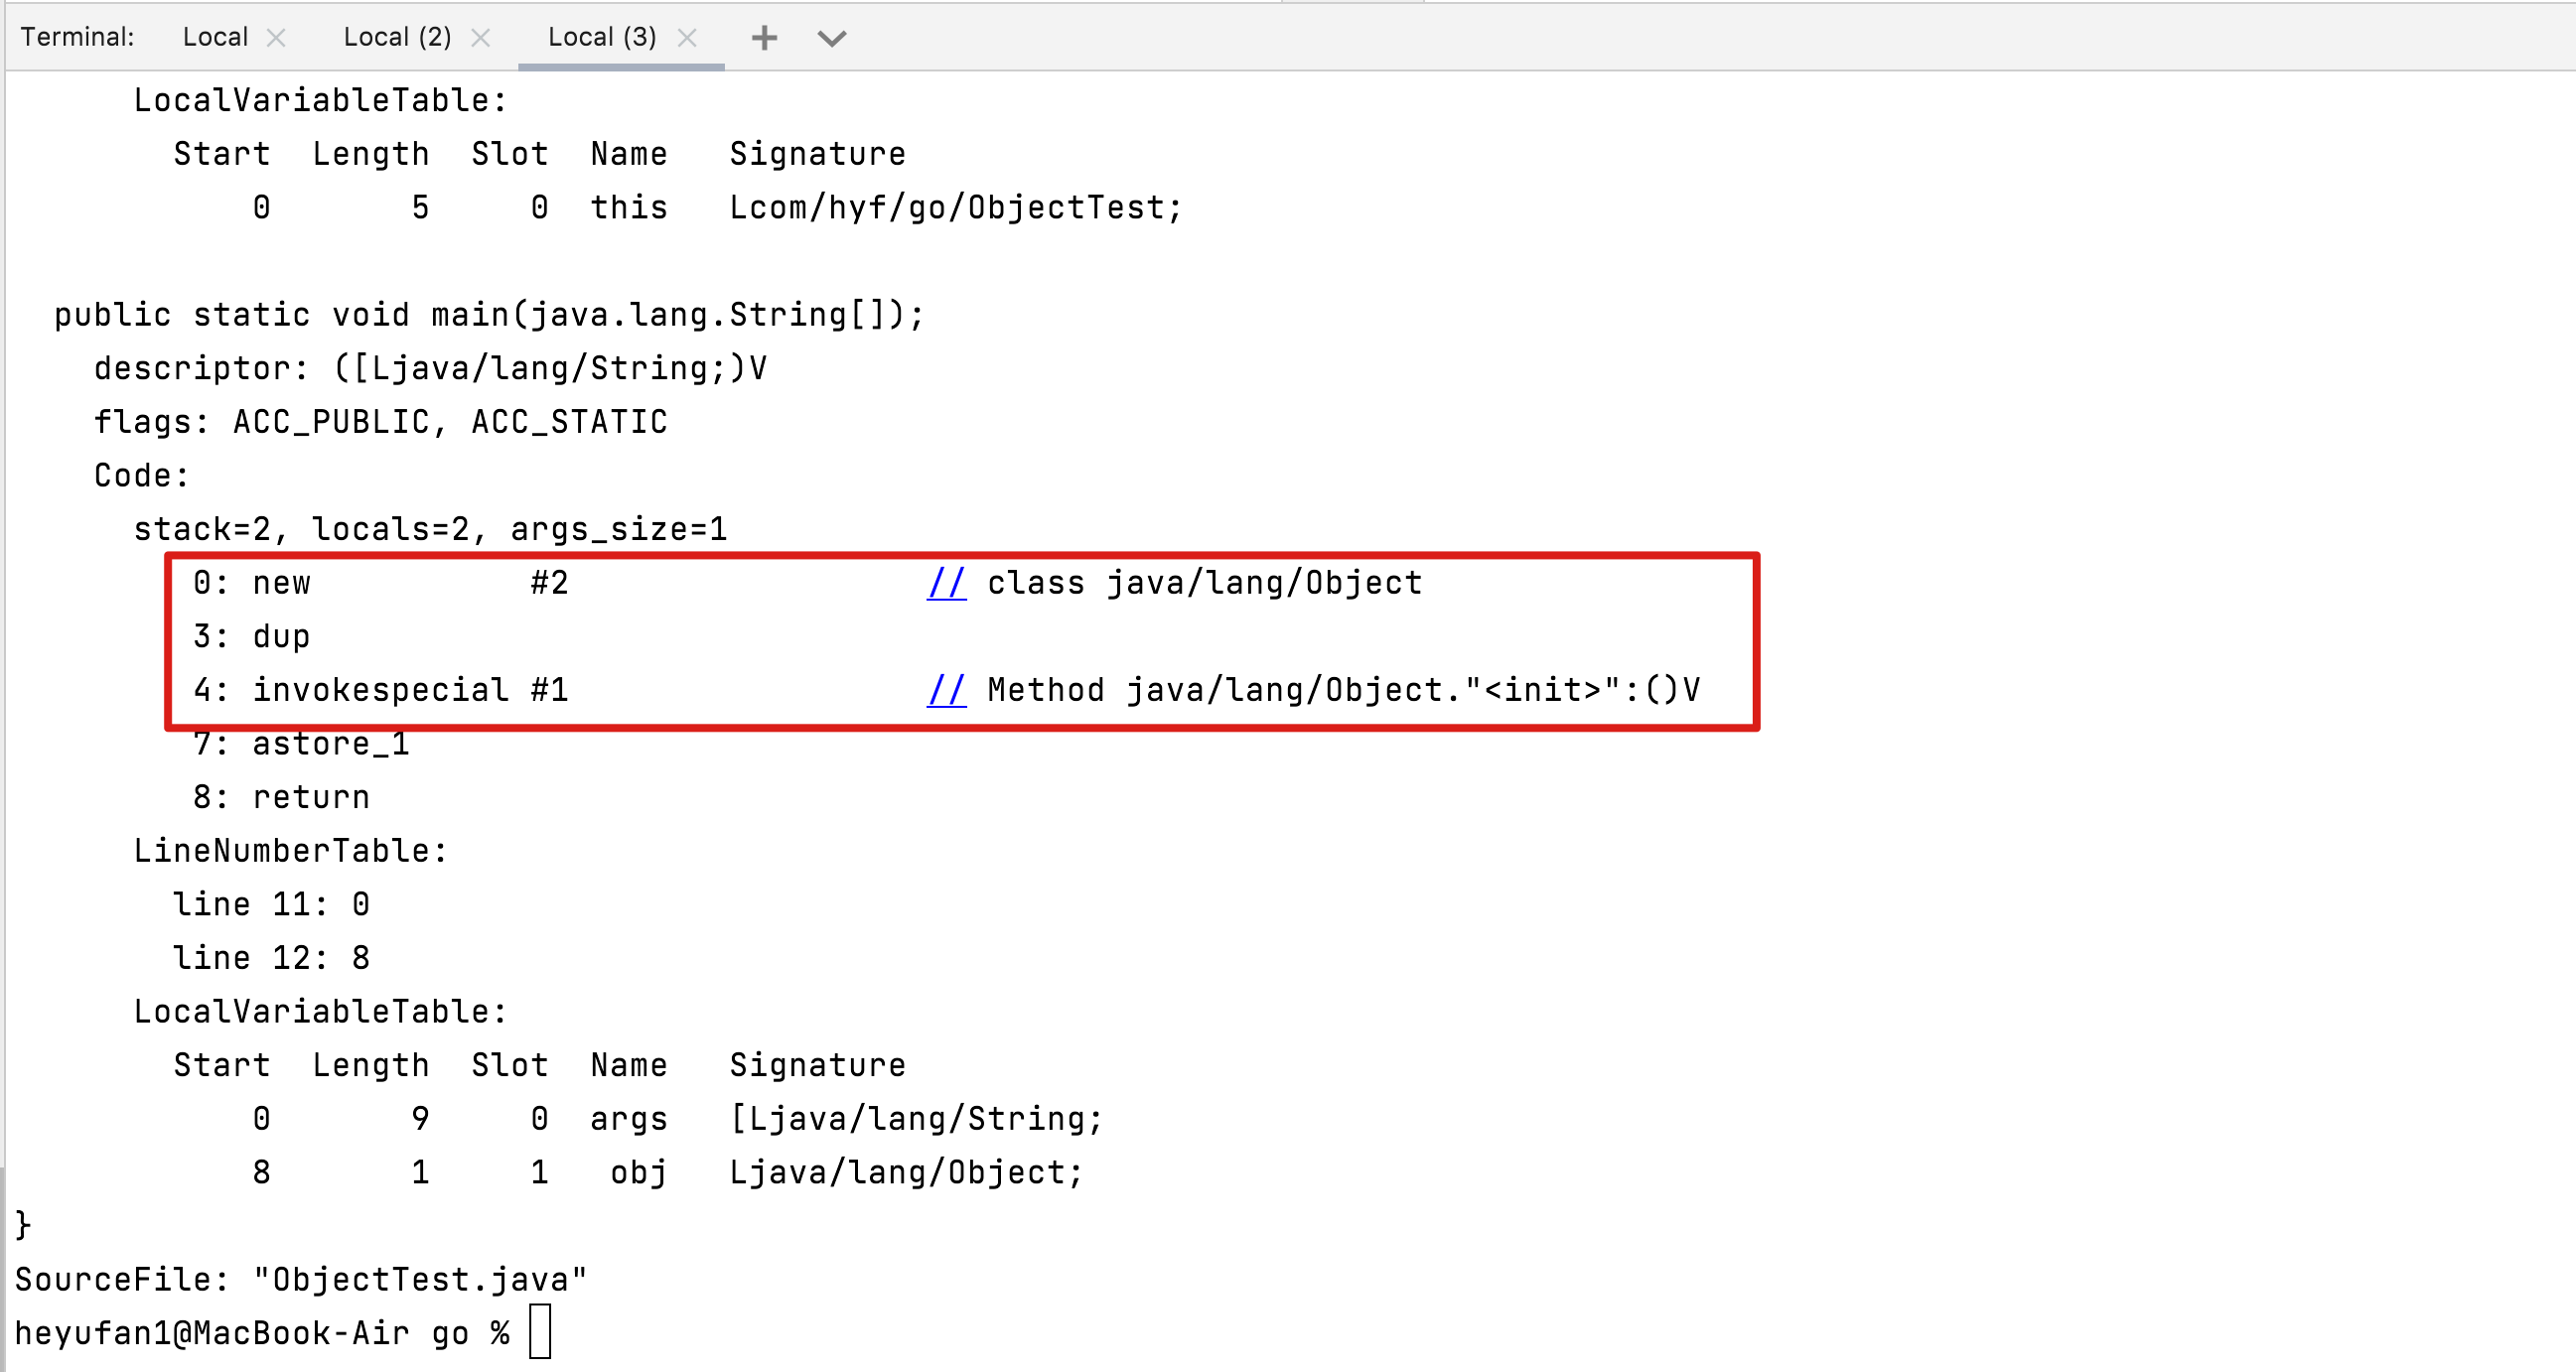 Terminal: Local Local (2) Local (3)
LocalVariableTable:
Start  Length  Slot  Name   Signature
0       5     0  this   Lcom/hyf/go/ObjectTest;
public static void main(java.lang.String[]);
descriptor: ([Ljava/lang/String;)V
flags: ACC_PUBLIC, ACC_STATIC
Code:
stack=2, locals=2, args_size=1
0: new           #2                  // class java/lang/Object
3: dup
4: invokespecial #1                  // Method java/lang/Object."<init>":()V
7: astore_1
8: return
LineNumberTable:
line 11: 0
line 12: 8
LocalVariableTable:
Start  Length  Slot  Name   Signature
0       9     0  args   [Ljava/lang/String;
8       1     1   obj   Ljava/lang/Object;
}
SourceFile: "ObjectTest.java"
heyufan1@MacBook-Air go %